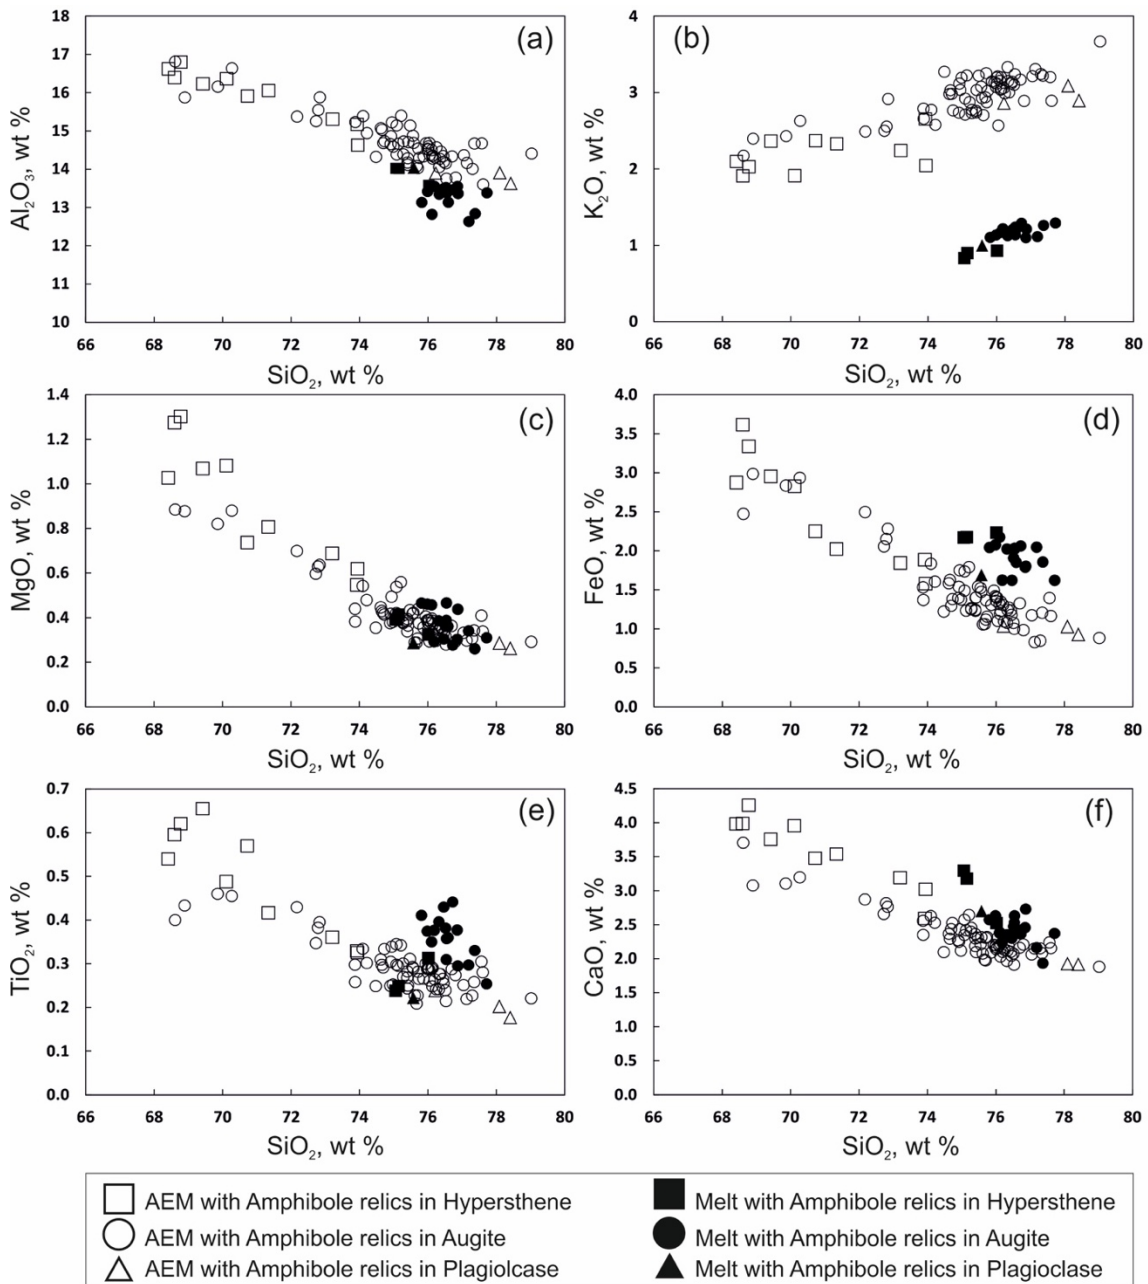 18
17
16
15
14
13
12
11
10
Al₂O₃, wt %
(a)
66 68 70 72 74 76 78 80
SiO₂, wt %
4
3
2
1
0
K₂O, wt %
(b)
66 68 70 72 74 76 78 80
SiO₂, wt %
1.4
1.2
1.0
0.8
0.6
0.4
0.2
0.0
MgO, wt %
(c)
66 68 70 72 74 76 78 80
SiO₂, wt %
4.0
3.5
3.0
2.5
2.0
1.5
1.0
0.5
0.0
FeO, wt %
(d)
66 68 70 72 74 76 78 80
SiO₂, wt %
0.7
0.6
0.5
0.4
0.3
0.2
0.1
0.0
TiO₂, wt %
(e)
66 68 70 72 74 76 78 80
SiO₂, wt %
4.5
4.0
3.5
3.0
2.5
2.0
1.5
1.0
0.5
0.0
CaO, wt %
(f)
66 68 70 72 74 76 78 80
SiO₂, wt %
AEM with Amphibole relics in Hypersthene
AEM with Amphibole relics in Augite
AEM with Amphibole relics in Plagiolcase
Melt with Amphibole relics in Hypersthene
Melt with Amphibole relics in Augite
Melt with Amphibole relics in Plagioclase